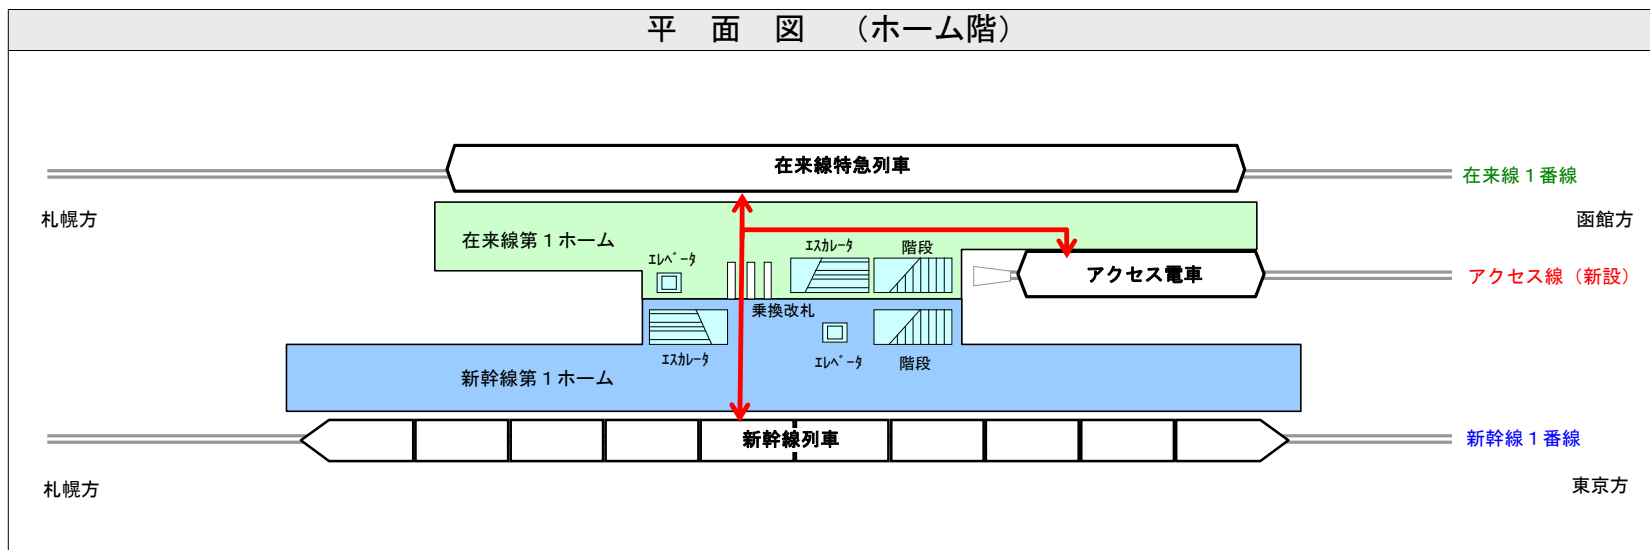 平　面　図　（ホーム階）
在来線特急列車
在来線１番線
札幌方
函館方
在来線第１ホーム
ｴｽｶﾚｰﾀ
階段
ｴﾚﾍﾞｰﾀ
アクセス電車
アクセス線（新設）
乗換改札
ｴｽｶﾚｰﾀ
ｴﾚﾍﾞｰﾀ
階段
新幹線第１ホーム
新幹線列車
新幹線１番線
札幌方
東京方